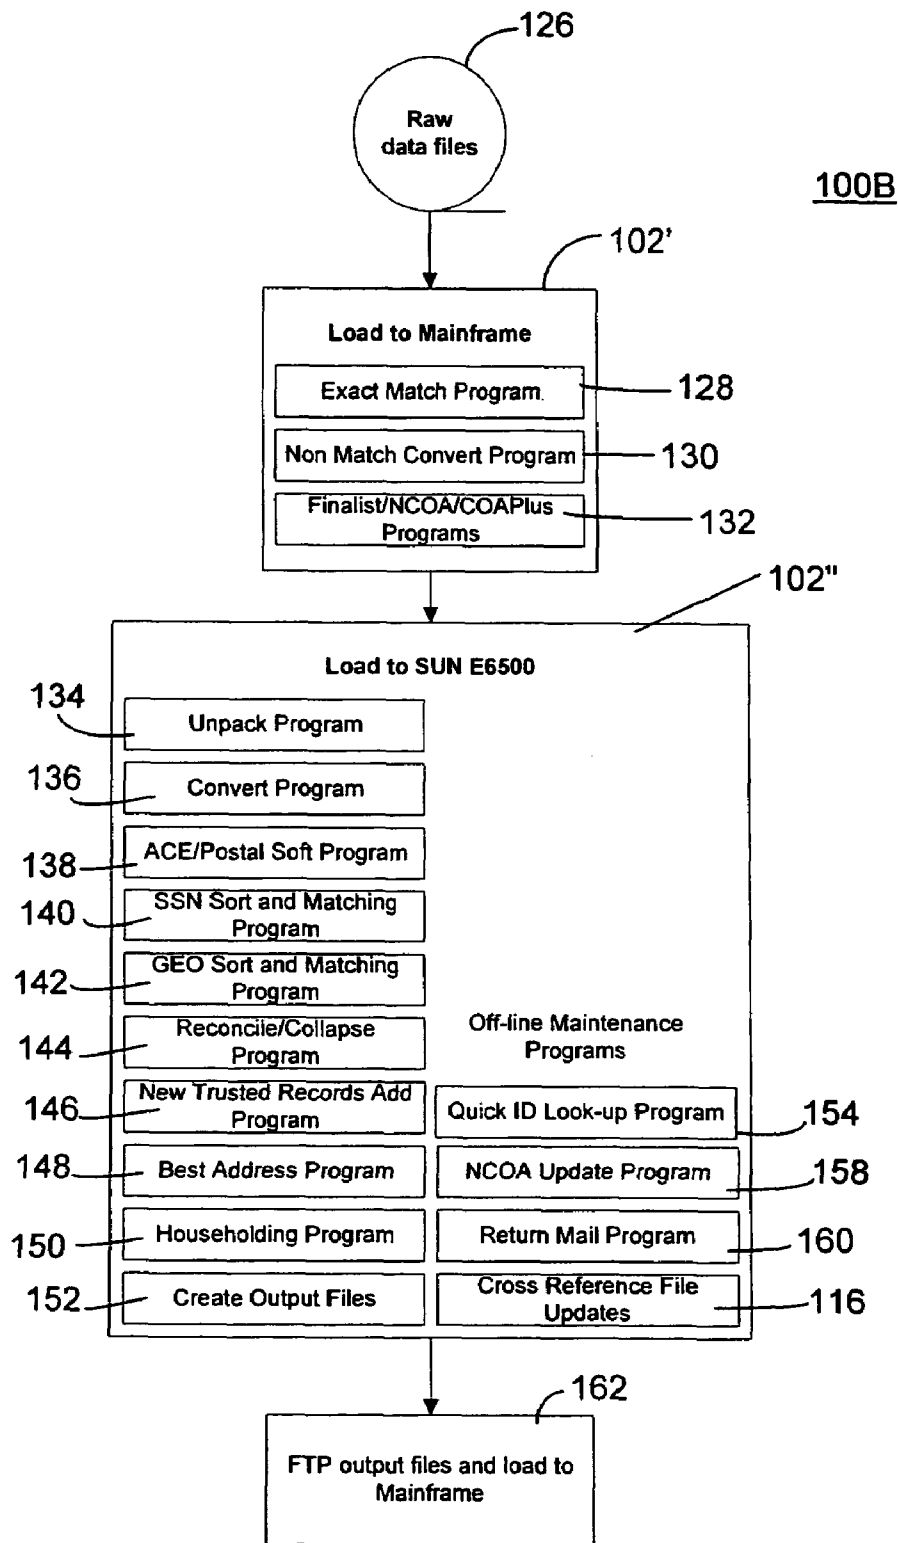 126
Raw
data files
100B
102'
Load to Mainframe
Exact Match Program.
128
Non Match Convert Program
130
Finalist/NCOA/COAPlus
Programs
132
102"
Load to SUN E6500
134
Unpack Program
136
Convert Program
138
ACE/Postal Soft Program
140
SSN Sort and Matching
Program
142
GEO Sort and Matching
Program
144
Reconcile/Collapse
Program
Off-line Maintenance
Programs
146
New Trusted Records Add
Program
Quick ID Look-up Program
154
148
Best Address Program
NCOA Update Program
158
150
Householding Program
Return Mail Program
160
152
Create Output Files
Cross Reference File
Updates
116
162
FTP output files and load to
Mainframe